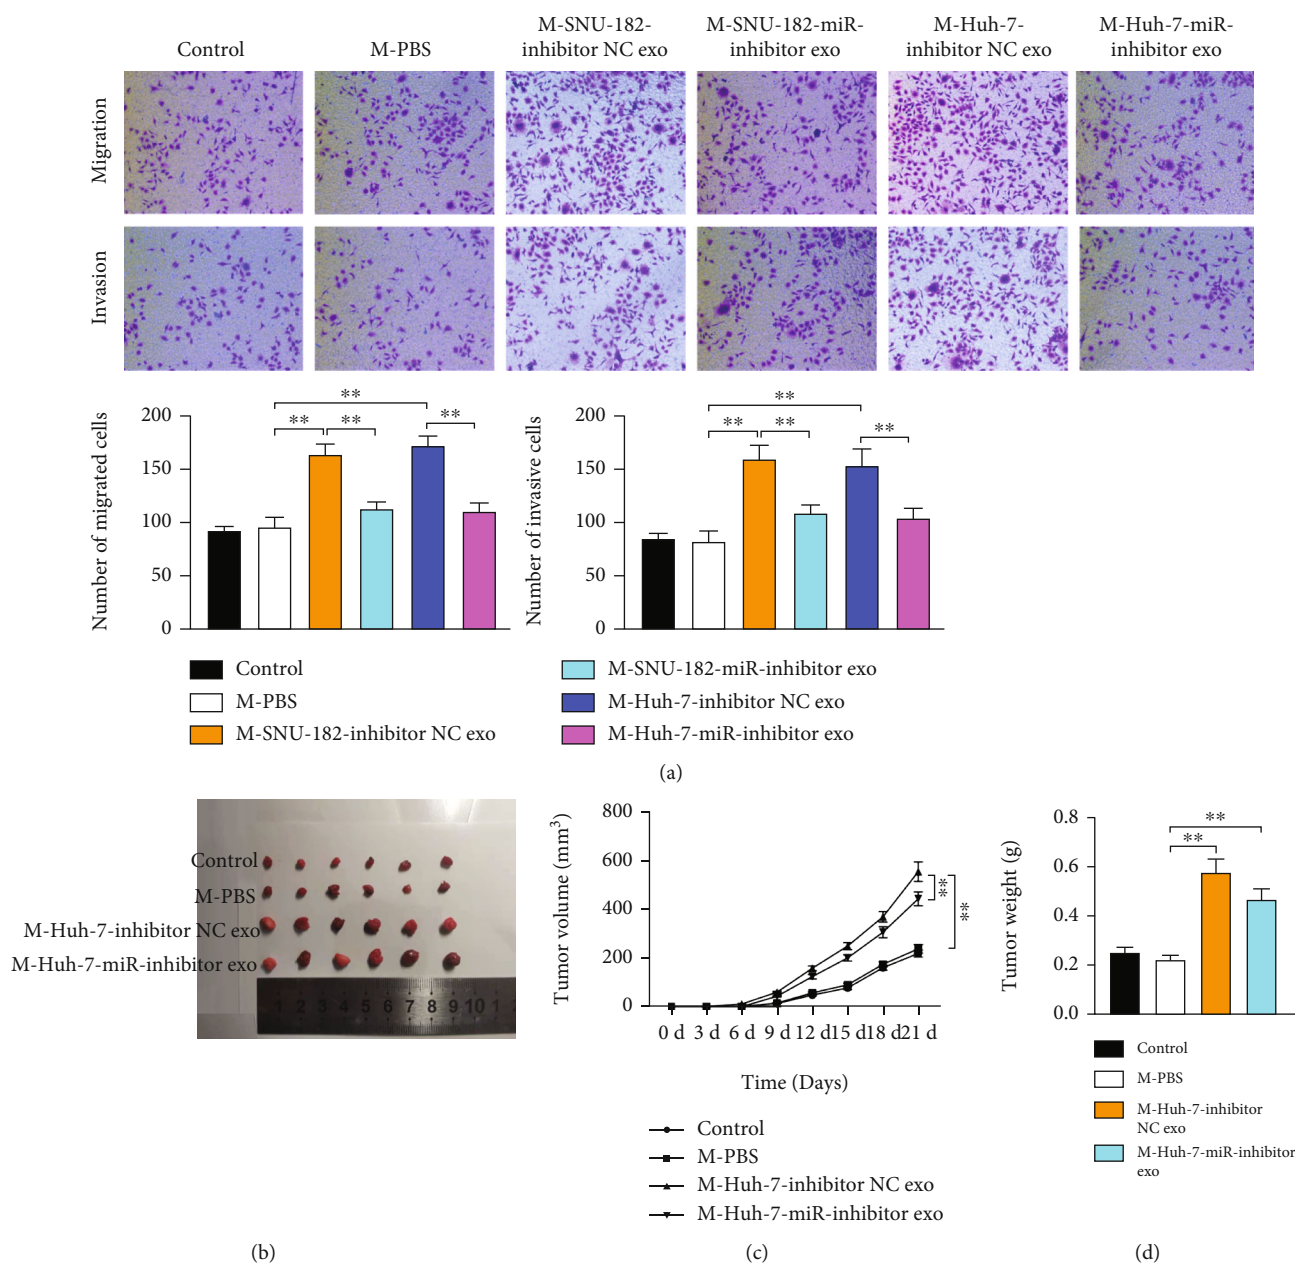 Control
M-PBS
M-SNU-182-
inhibitor NC exo
M-SNU-182-miR-
inhibitor exo
M-Huh-7-
inhibitor NC exo
M-Huh-7-miR-
inhibitor exo
Migration
Invasion
Number of migrated cells
200
150
100
50
0
**
**
**
**
Number of invasive cells
200
150
100
50
0
**
**
**
**
Control
M-PBS
M-SNU-182-inhibitor NC exo
M-SNU-182-miR-inhibitor exo
M-Huh-7-inhibitor NC exo
M-Huh-7-miR-inhibitor exo
(a)
Control
M-PBS
M-Huh-7-inhibitor NC exo
M-Huh-7-miR-inhibitor exo
1 2 3 4 5 6 7 8 9 10 1
(b)
Tumor volume (mm³)
800
600
400
200
0
**
**
0 d 3 d 6 d 9 d 12 d 15 d 18 d 21 d
Time (Days)
Control
M-PBS
M-Huh-7-inhibitor NC exo
M-Huh-7-miR-inhibitor exo
(c)
Tumor weight (g)
0.8
0.6
0.4
0.2
0.0
**
**
Control
M-PBS
M-Huh-7-inhibitor
NC exo
M-Huh-7-miR-inhibitor
exo
(d)